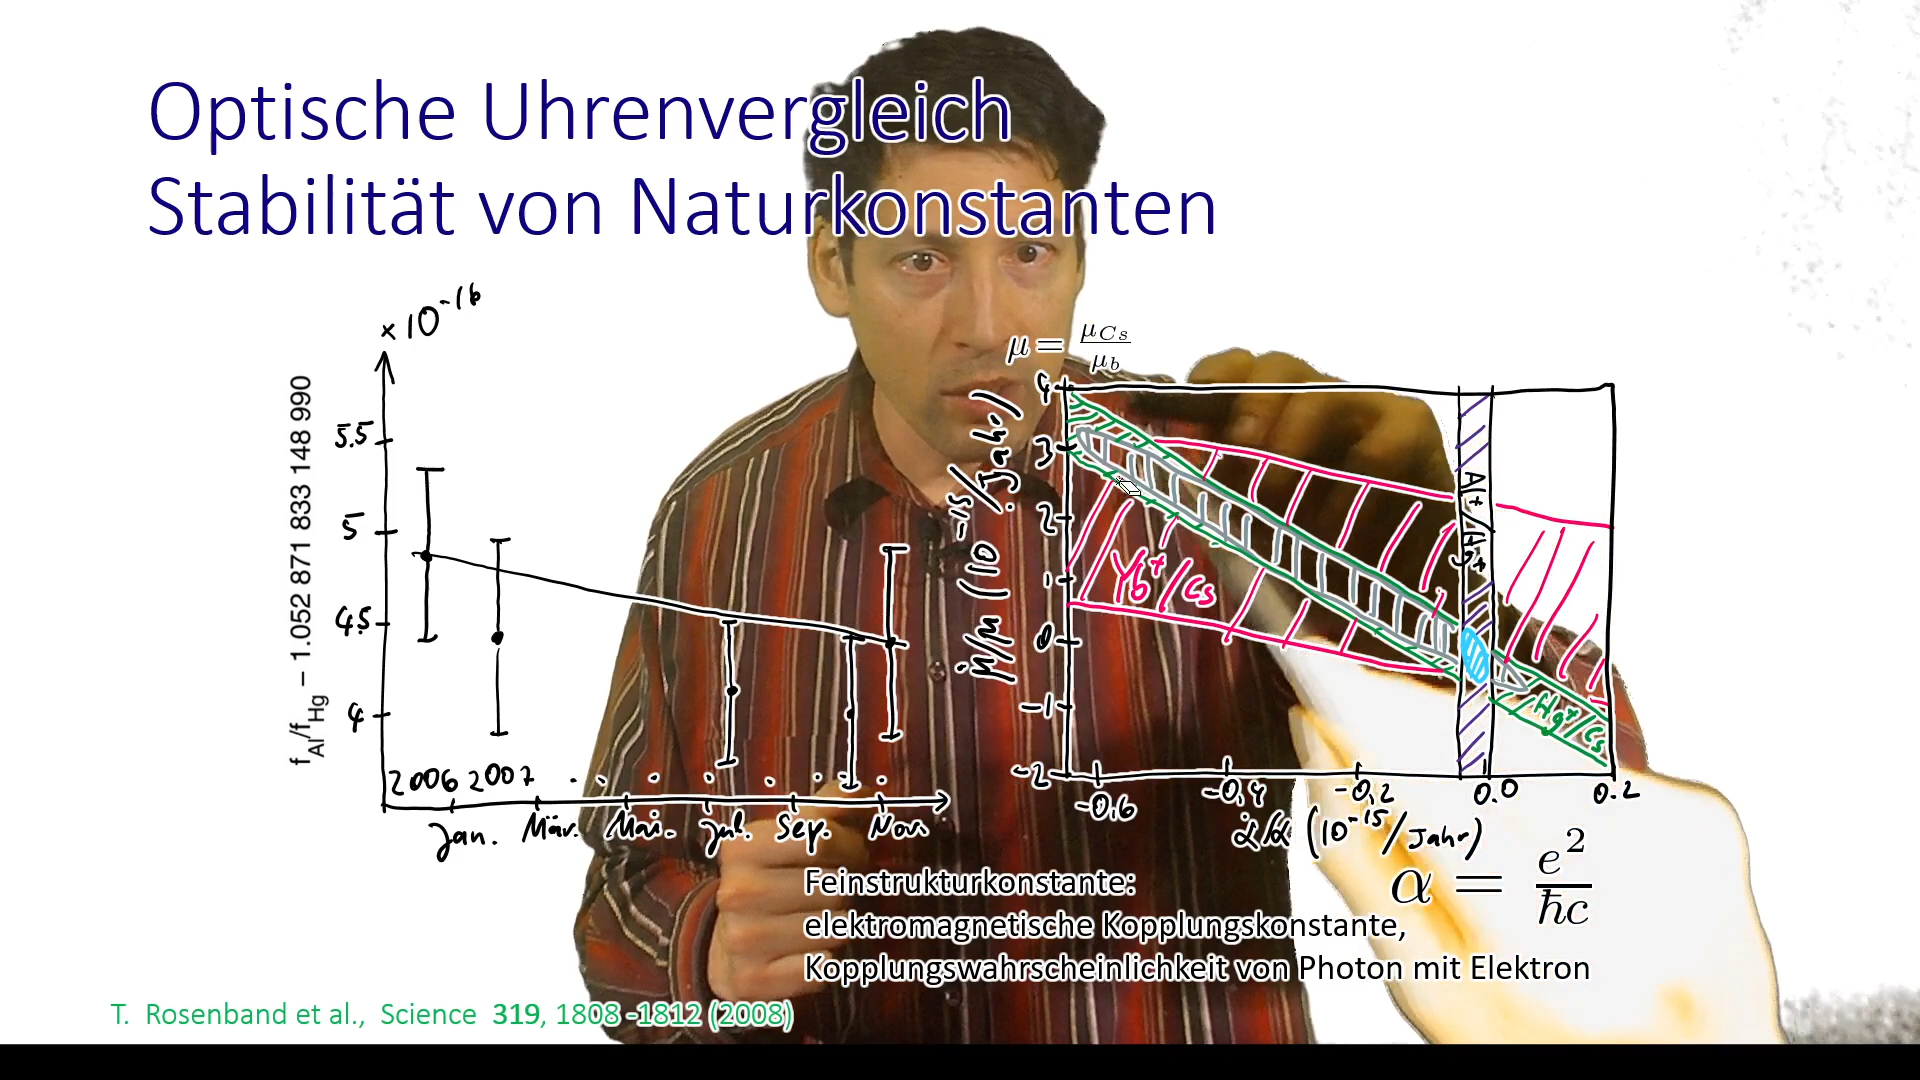 Optische Uhrenvergleich
Stabilität von Naturkonstanten
×10⁻¹⁶
f_Al/f_Hg − 1.052 871 833 148 990
5.5
5
4.5
4
2006 2007
Jan. Mär. Mai. Jul. Sep. Nov.
μ = μ_Cs/μ_b
μ̇/μ (10⁻¹⁵/Jahr)
4
3
2
1
0
-1
-2
Yb⁺/Cs
Al⁺/Hg⁺
Hg⁺/Cs
-0,6 -0,4 -0,2 0.0 0.2
α̇/α (10⁻¹⁵/Jahr)
Feinstrukturkonstante:
α = e²/ħc
elektromagnetische Kopplungskonstante,
Kopplungswahrscheinlichkeit von Photon mit Elektron
T. Rosenband et al., Science 319, 1808 -1812 (2008)